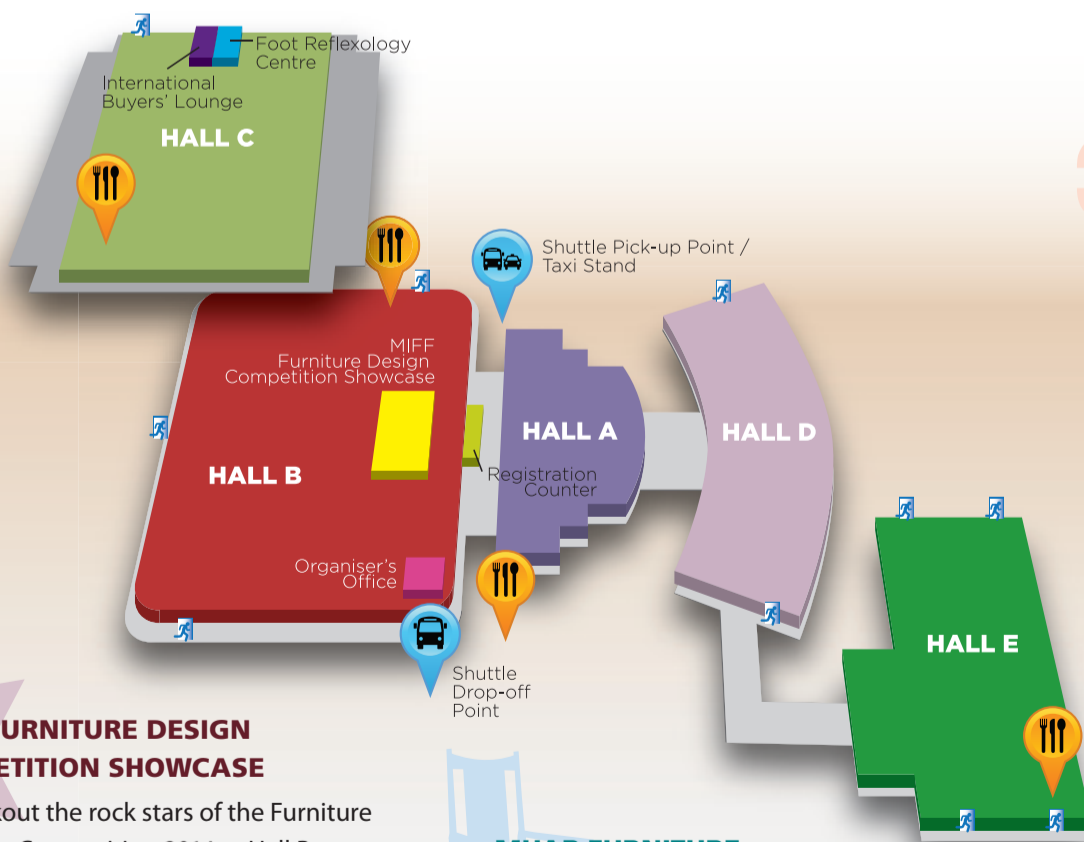 Foot Reflexology
Centre
International
Buyers' Lounge
HALL C
Shuttle Pick-up Point /
Taxi Stand
MIFF
Furniture Design
Competition Showcase
HALL A
HALL D
HALL B
Registration
Counter
Organiser's
Office
HALL E
Shuttle
Drop-off
Point
URNITURE DESIGN
ETITION SHOWCASE
out the rock stars of the Furniture